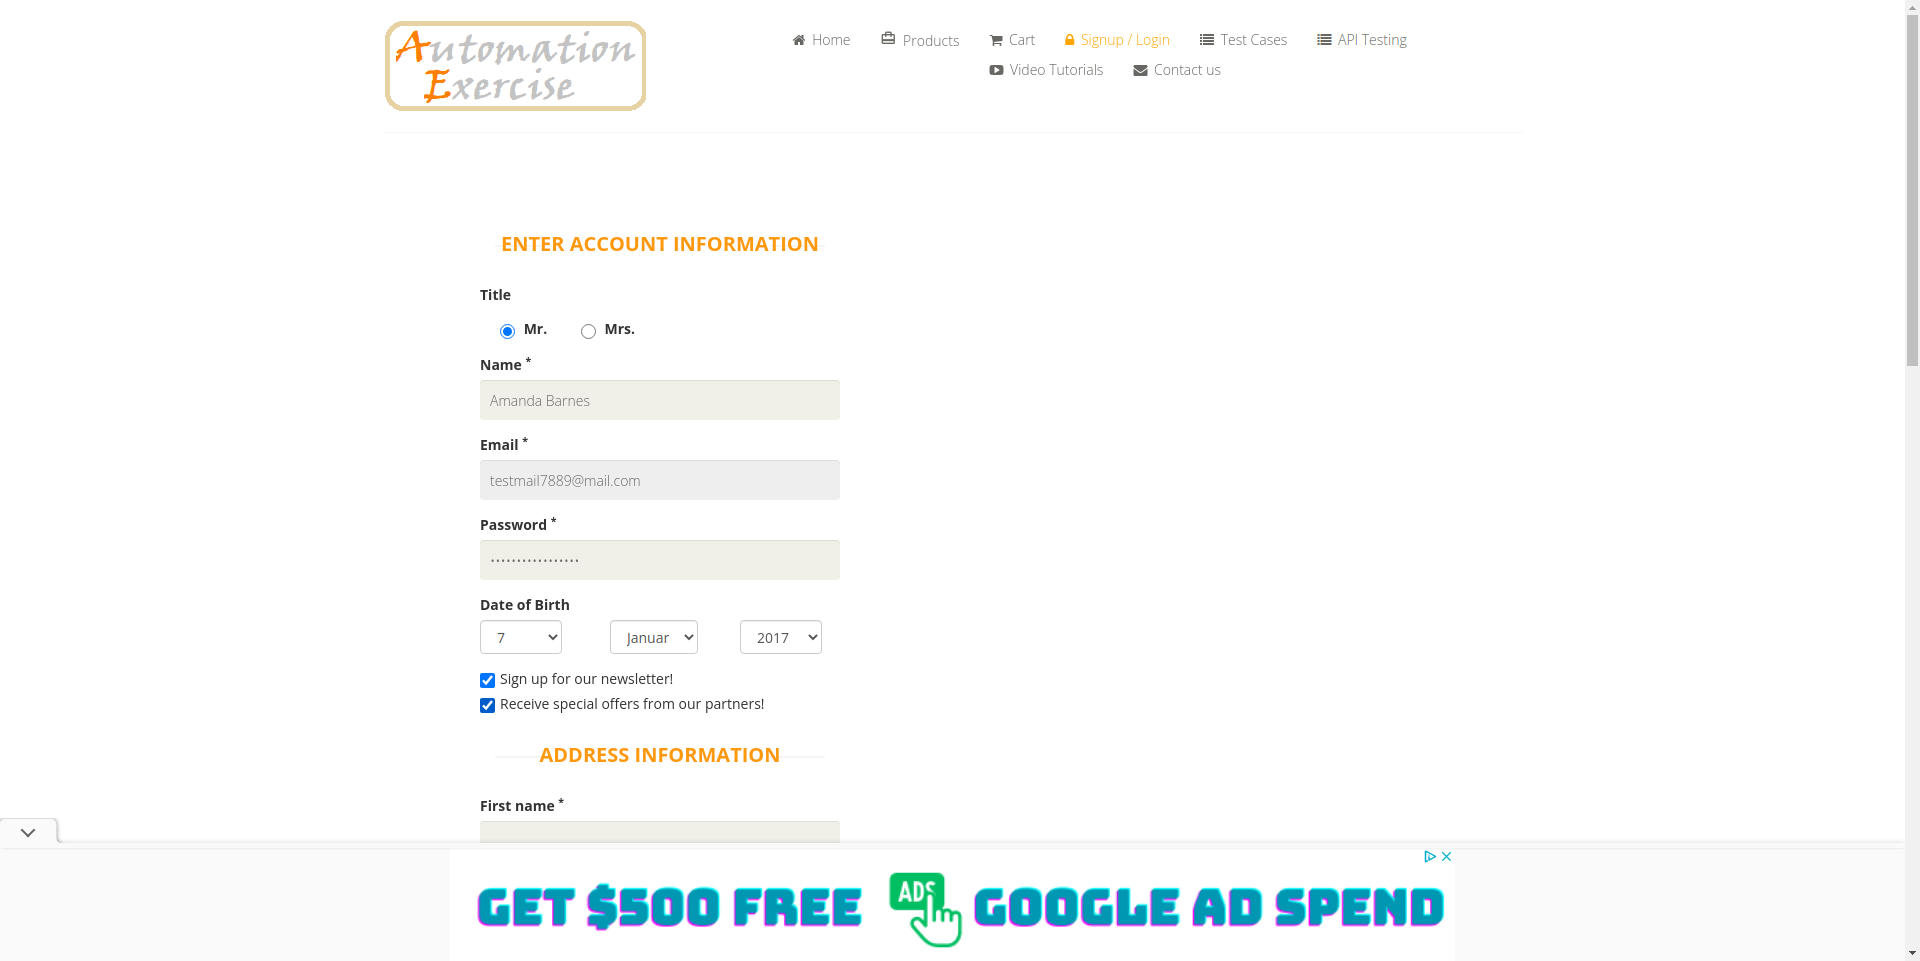 Automation
Exercise
Home
Products
Cart
Signup / Login
Test Cases
API Testing
Video Tutorials
Contact us
ENTER ACCOUNT INFORMATION
Title
Mr.
Mrs.
Name *
Amanda Barnes
Email *
testmail7889@mail.com
Password *
•••••••••••••••••
Date of Birth
7
Januar
2017
Sign up for our newsletter!
Receive special offers from our partners!
ADDRESS INFORMATION
First name *
GET $500 FREE ADS GOOGLE AD SPEND